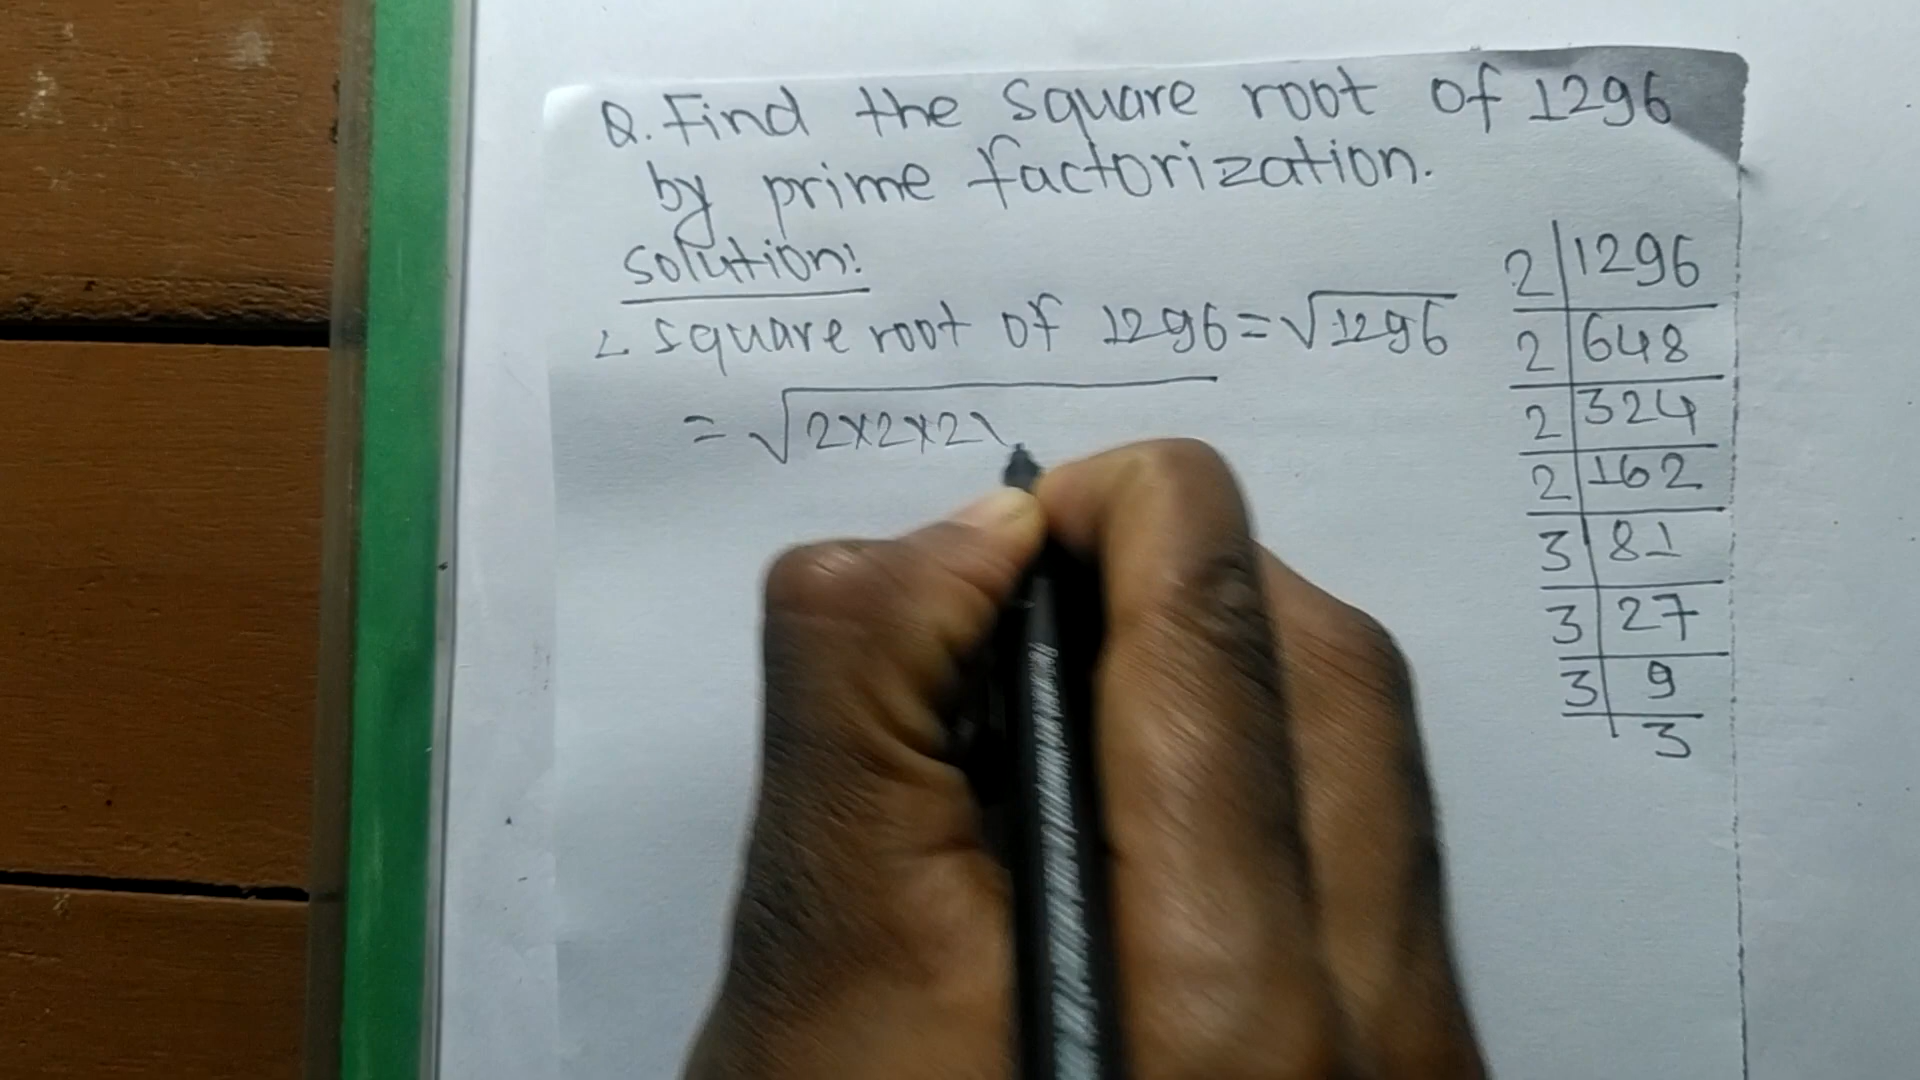 Q. Find the square root of 1296
by prime factorization.
solution:
∠ square root of 1296 = √1296
= √2×2×2\
2 | 1296
2 | 648
2 | 324
2 | 162
3 | 81
3 | 27
3 | 9
3